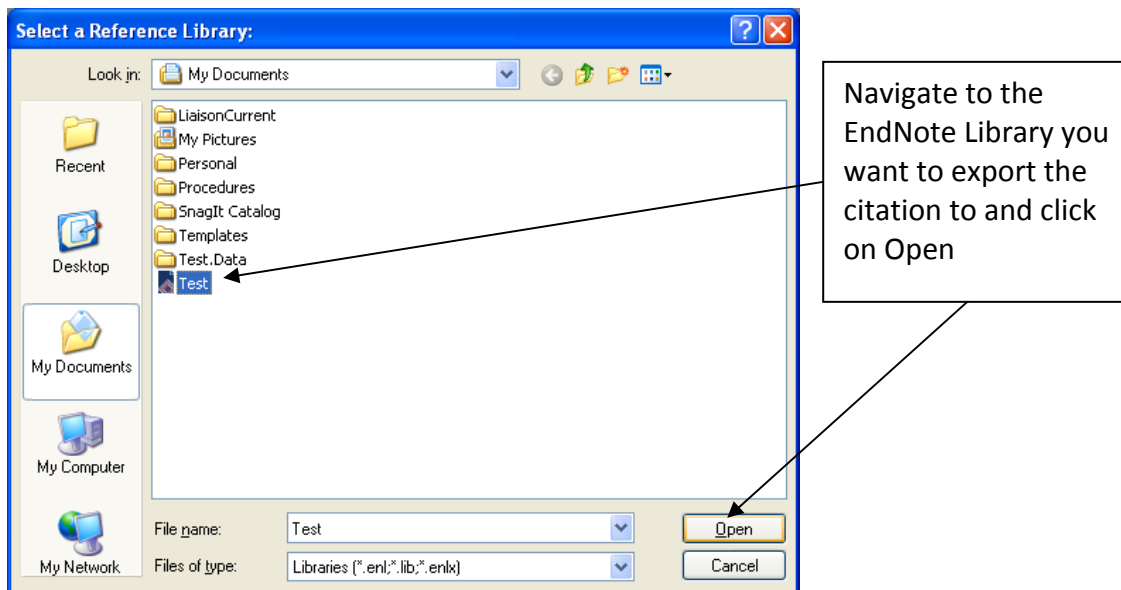 Select a Reference Library:
Look in: My Documents
Recent
Desktop
My Documents
My Computer
My Network
LiaisonCurrent
My Pictures
Personal
Procedures
SnagIt Catalog
Templates
Test.Data
Test
File name: Test Open
Files of type: Libraries (*.enl;*.lib;*.enlx) Cancel
Navigate to the
EndNote Library you
want to export the
citation to and click
on Open